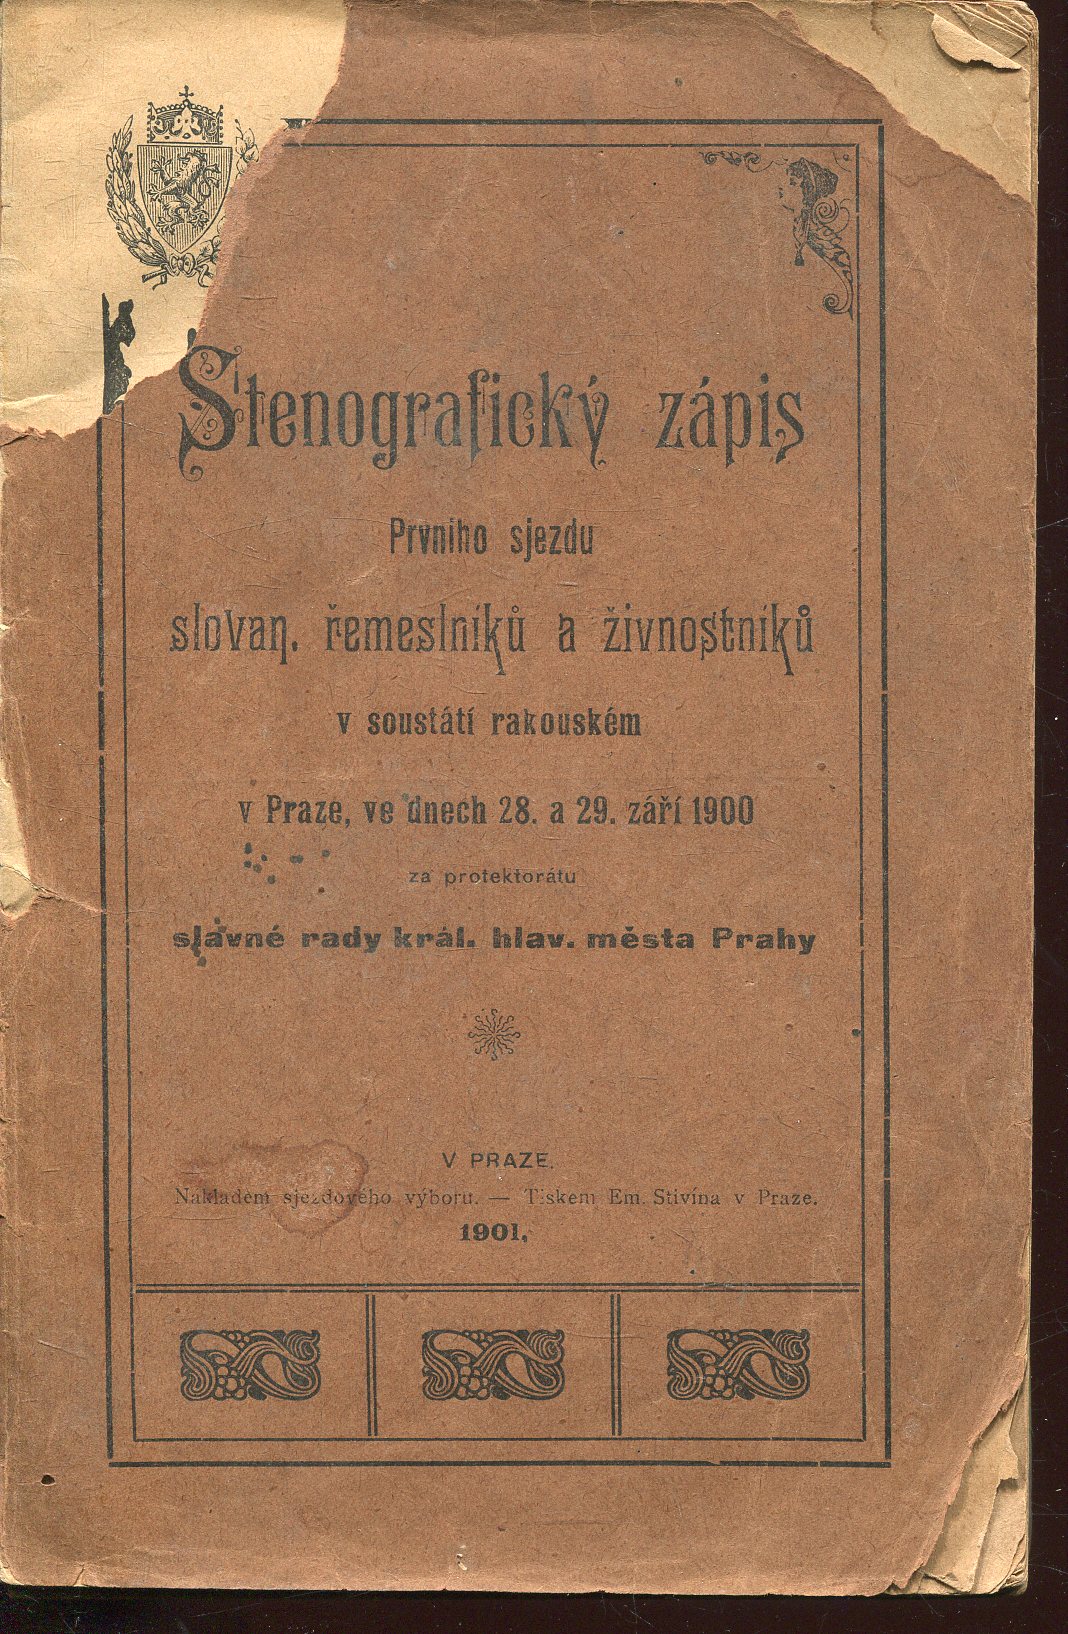 Stenografický zápis
Prvniho sjezdu
slovan. řemeslníků a živnostníků
v soustátí rakouském
v Praze, ve dnech 28. a 29. září 1900
za protektorátu
slavné rady král. hlav. města Prahy
V PRAZE.
Nákladem sjezdového výboru. — Tiskem Em. Stivína v Praze.
1901.